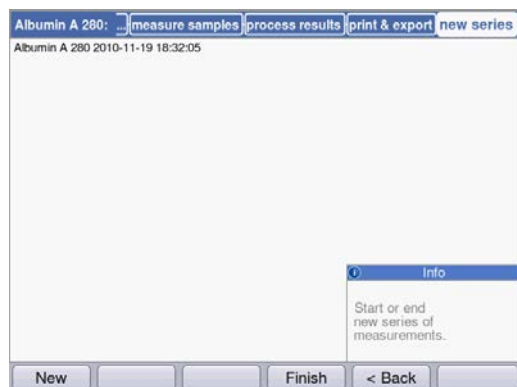 Albumin A 280: ... measure samples process results print & export new series
Albumin A 280 2010-11-19 18:32:05
Info
Start or end
new series of
measurements.
New Finish < Back